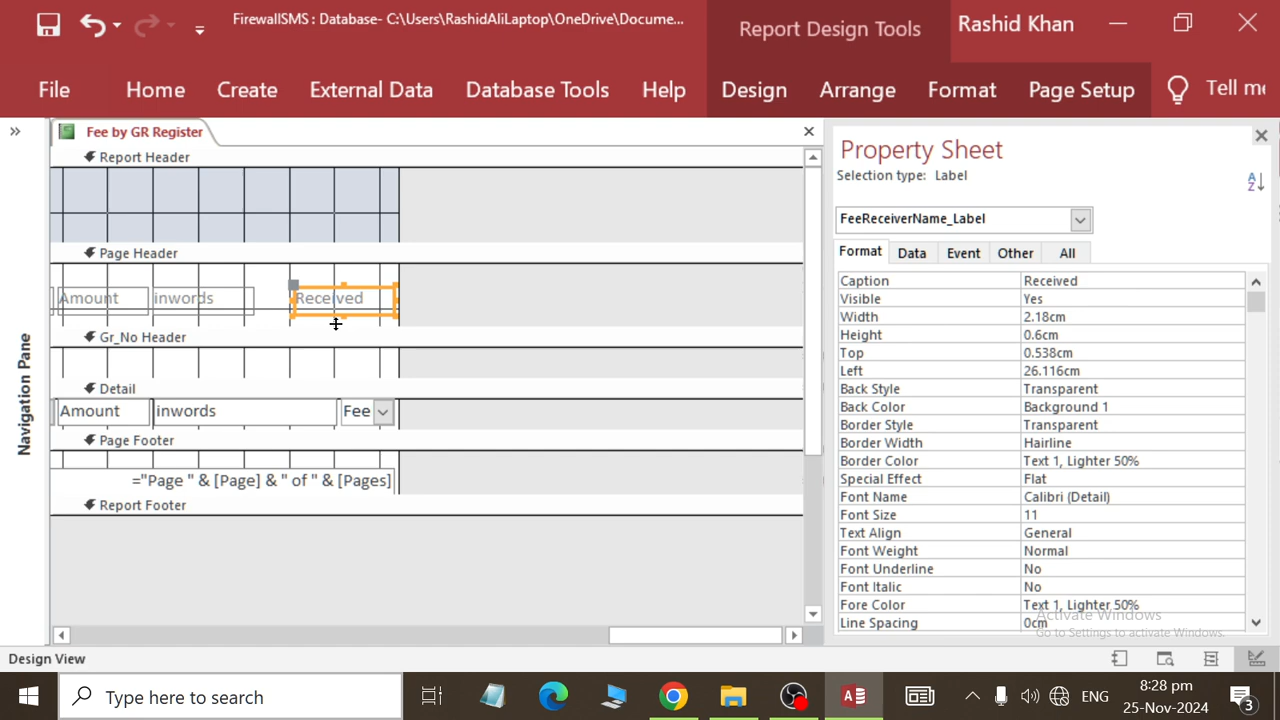 FirewallSMS : Database- C:\Users\RashidAliLaptop\OneDrive\Docume...
Report Design Tools
Rashid Khan
File
Home
Create
External Data
Database Tools
Help
Design
Arrange
Format
Page Setup
Tell me
Fee by GR Register
Report Header
Page Header
Amount
inwords
Received
Gr_No Header
Detail
Amount
inwords
Fee
Page Footer
="Page " & [Page] & " of " & [Pages]
Report Footer
Navigation Pane
Property Sheet
Selection type: Label
FeeReceiverName_Label
Format
Data
Event
Other
All
Caption Received
Visible Yes
Width 2.18cm
Height 0.6cm
Top 0.538cm
Left 26.116cm
Back Style Transparent
Back Color Background 1
Border Style Transparent
Border Width Hairline
Border Color Text 1, Lighter 50%
Special Effect Flat
Font Name Calibri (Detail)
Font Size 11
Text Align General
Font Weight Normal
Font Underline No
Font Italic No
Fore Color Text 1, Lighter 50%
Line Spacing 0cm
Activate Windows
Go to Settings to activate Windows.
Design View
Type here to search
ENG
8:28 pm
25-Nov-2024
3